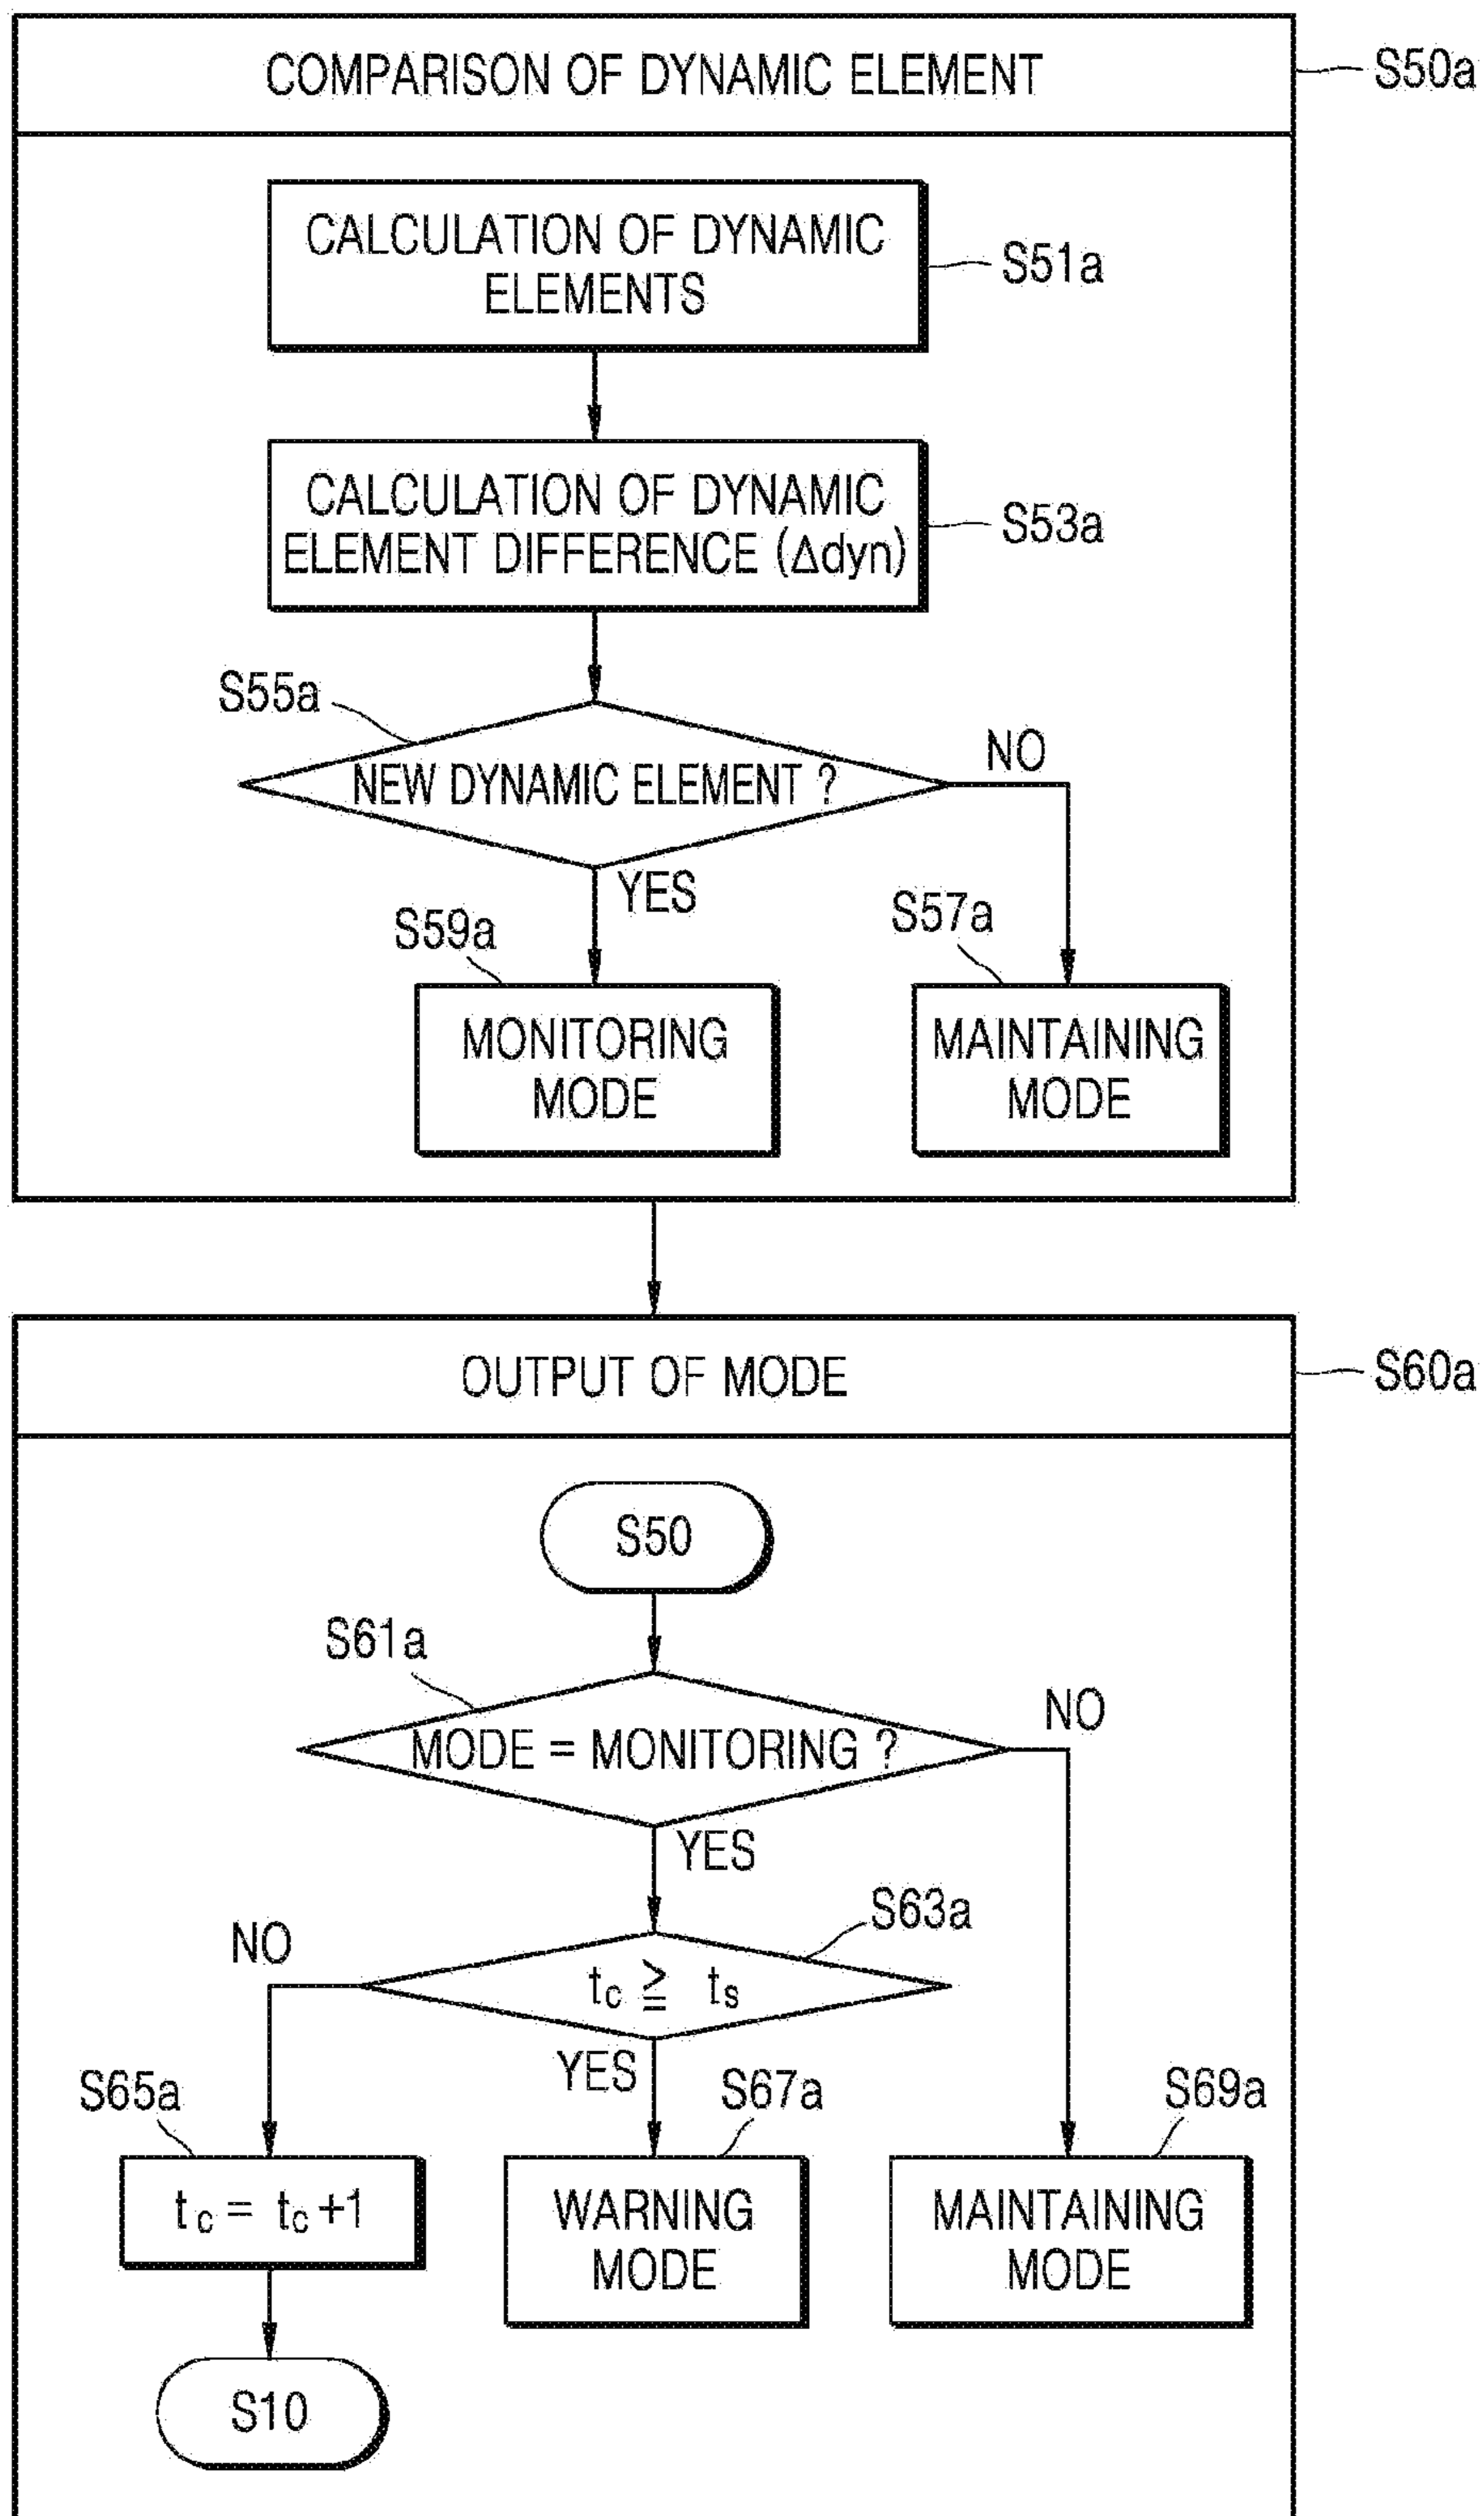 COMPARISON OF DYNAMIC ELEMENT
S50a
CALCULATION OF DYNAMIC
ELEMENTS
S51a
CALCULATION OF DYNAMIC
ELEMENT DIFFERENCE (Δdyn)
S53a
S55a
NEW DYNAMIC ELEMENT ?
NO
YES
S59a
S57a
MONITORING
MODE
MAINTAINING
MODE
OUTPUT OF MODE
S60a
S50
S61a
MODE = MONITORING ?
NO
YES
S63a
NO
tc ≧ ts
YES
S65a
S67a
S69a
tc = tc +1
WARNING
MODE
MAINTAINING
MODE
S10